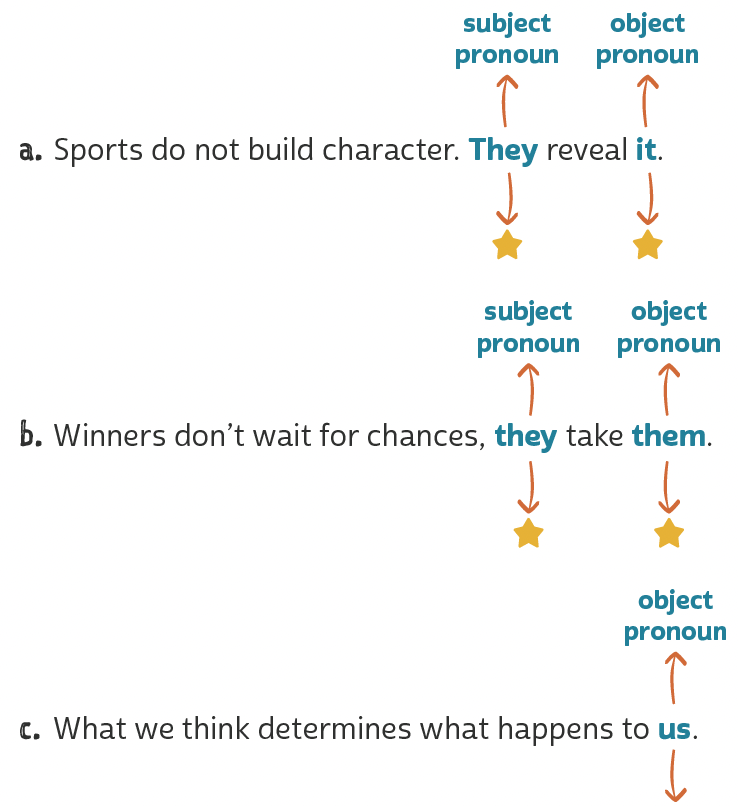 subject object
pronoun pronoun
a. Sports do not build character. They reveal it.
subject object
pronoun pronoun
b. Winners don’t wait for chances, they take them.
object
pronoun
c. What we think determines what happens to us.